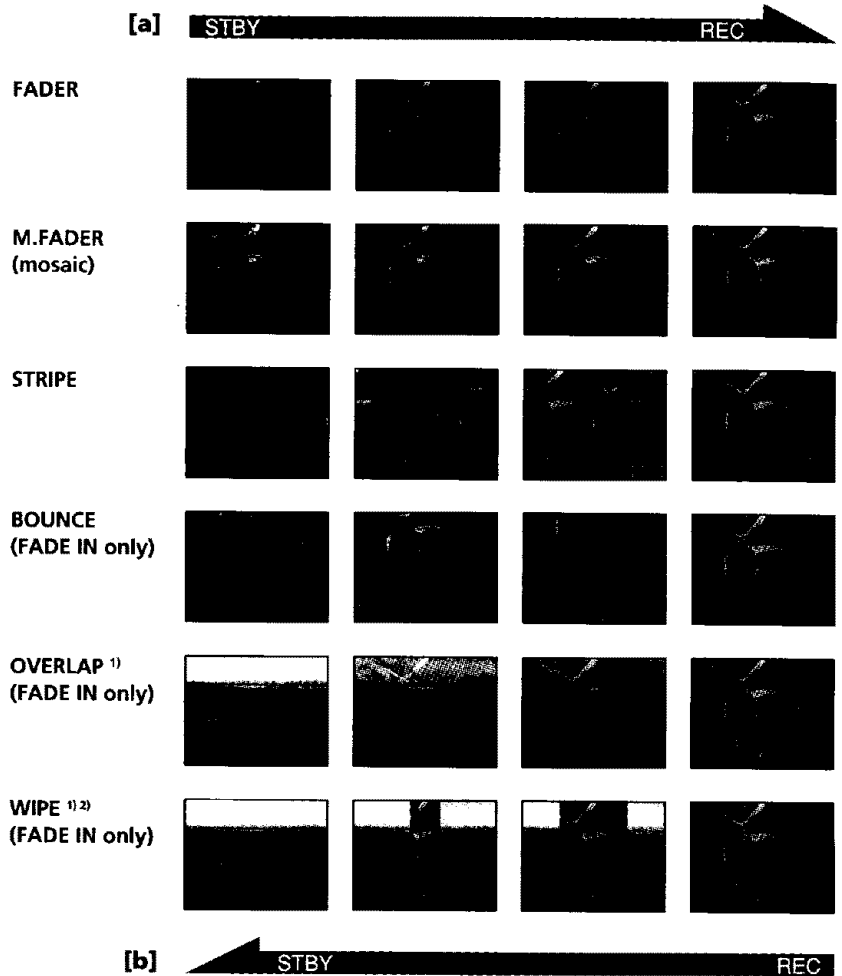 [a] STBY REC
FADER
M.FADER
(mosaic)
STRIPE
BOUNCE
(FADE IN only)
OVERLAP 1)
(FADE IN only)
WIPE 1) 2)
(FADE IN only)
[b] STBY REC